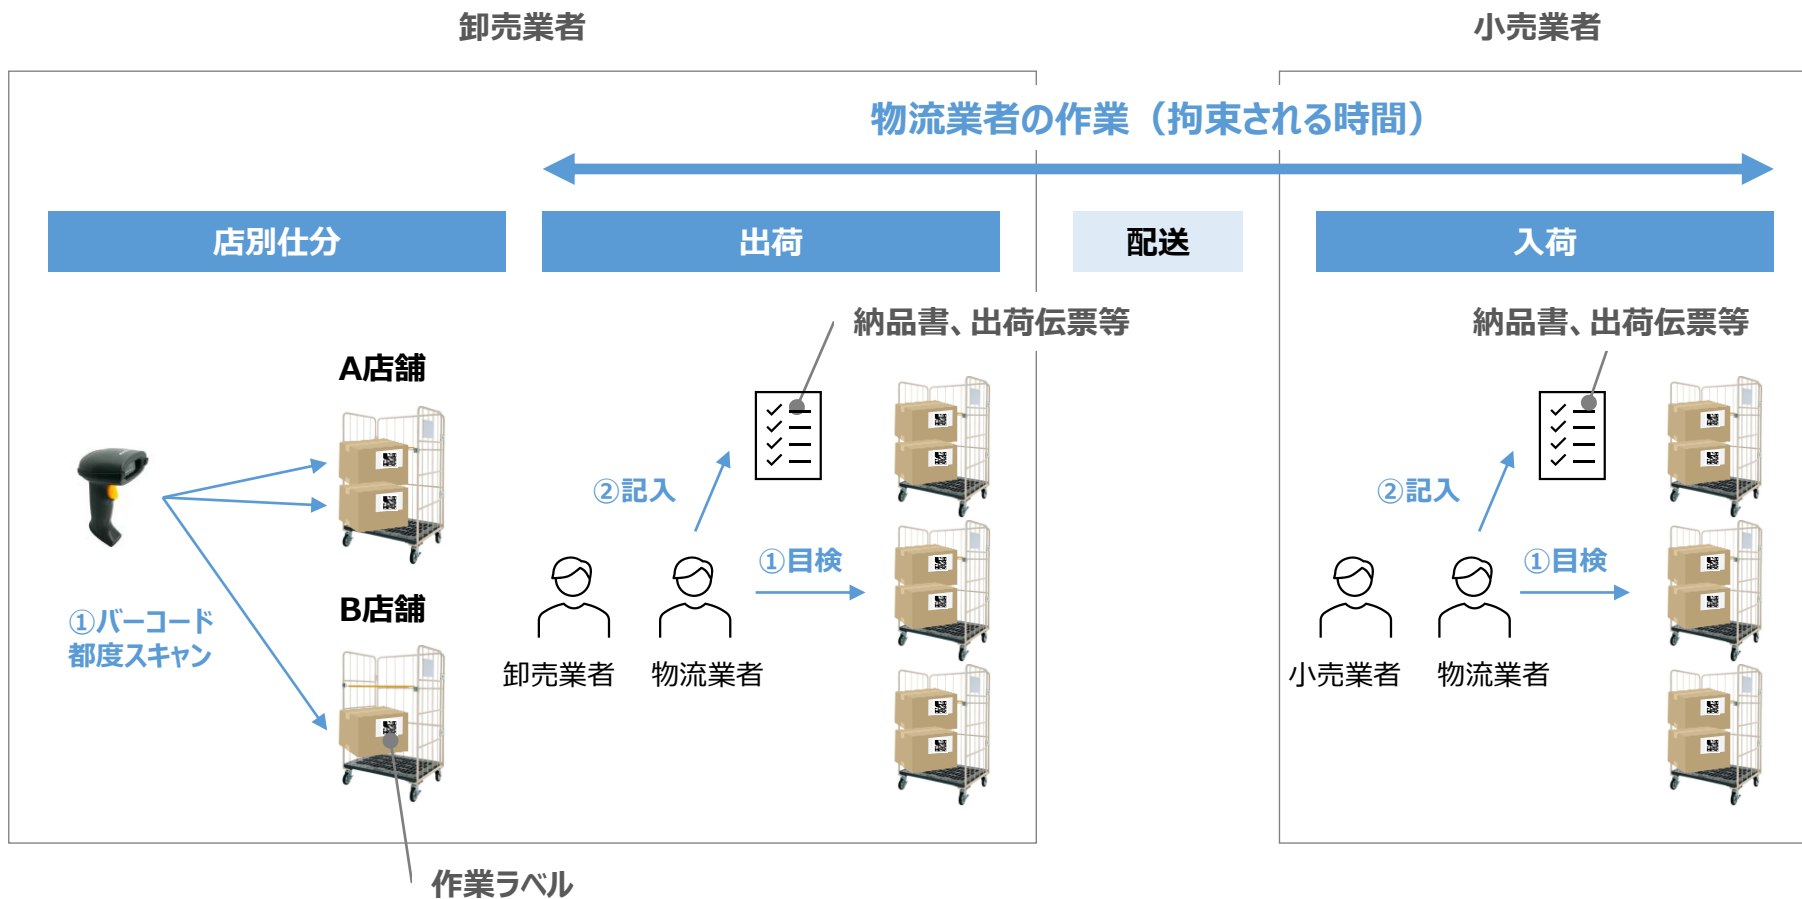 卸売業者
小売業者
物流業者の作業（拘束される時間）
店別仕分
出荷
配送
入荷
納品書、出荷伝票等
納品書、出荷伝票等
A店舗
②記入
②記入
①目検
①目検
B店舗
①バーコード
都度スキャン
卸売業者
物流業者
小売業者
物流業者
作業ラベル